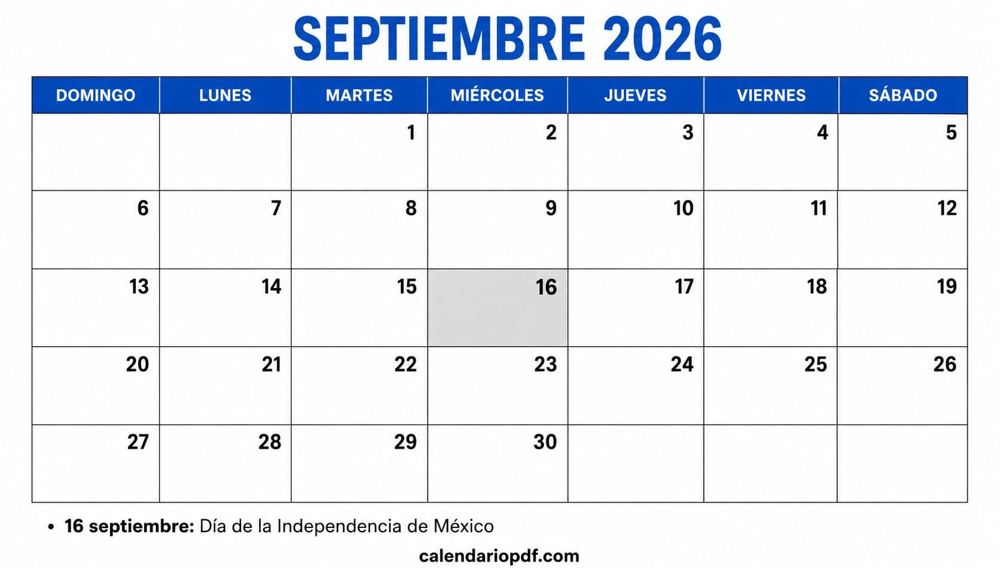 SEPTIEMBRE 2026
DOMINGO LUNES MARTES MIÉRCOLES JUEVES VIERNES SÁBADO
1 2 3 4 5
6 7 8 9 10 11 12
13 14 15 16 17 18 19
20 21 22 23 24 25 26
27 28 29 30
• 16 septiembre: Día de la Independencia de México
calendariopdf.com